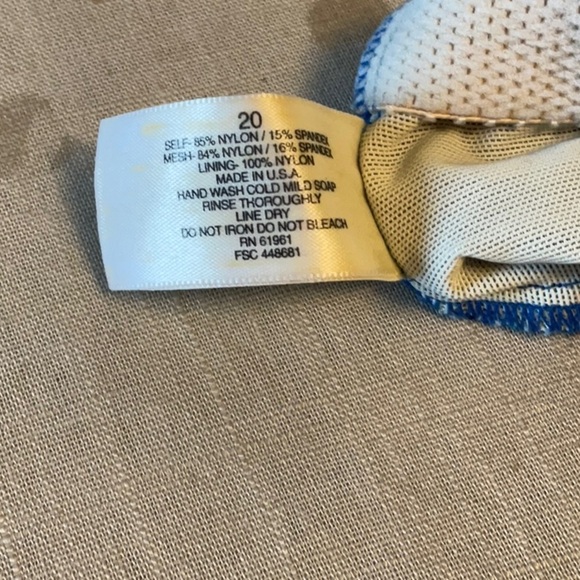 20
SELF- 85% NYLON / 15% SPANDEX
MESH- 84% NYLON / 16% SPANDEX
LINING- 100% NYLON
MADE IN U.S.A.
HAND WASH COLD MILD SOAP
RINSE THOROUGHLY
LINE DRY
DO NOT IRON DO NOT BLEACH
RN 61961
FSC 448681